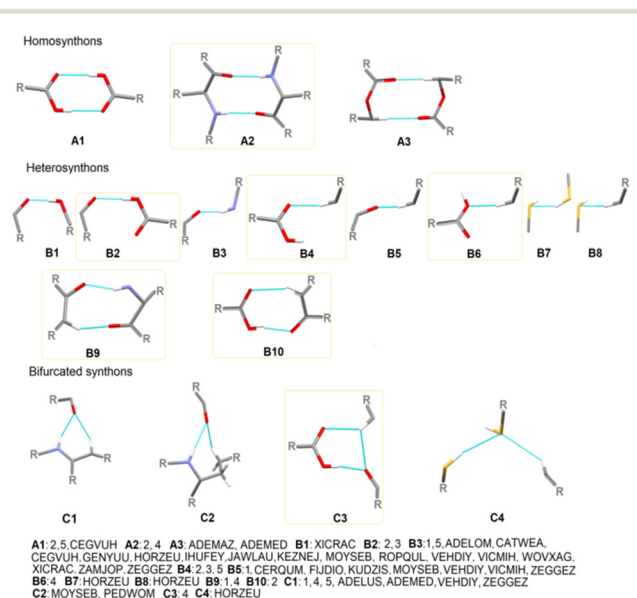 Homosynthons
R R R R R R R R R R
A1 A2 A3
Heterosynthons
R R R R R R R R R R R R
B1 B2 B3 B4 B5 B6 B7 B8
R R R R R R R
B9 B10
Bifurcated synthons
R R R R R R R R R R R R
C1 C2 C3 C4
A1: 2,5,CEGVUH A2: 2, 4 A3: ADEMAZ, ADEMED B1: XICRAC B2: 2,3 B3:1,5,ADELOM, CATWEA,
CEGVUH,GENYUU, HORZEU,IHUFEY,JAWLAU,KEZNEJ, MOYSEB, ROPQUL, VEHDIY, VICMIH, WOVXAG,
XICRAC, ZAMJOP, ZEGGEZ B4:2,3,5 B5:1,CERQUM, FIJDIO,KUDZIS,MOYSEB,VEHDIY,VICMIH,ZEGGEZ
B6:4 B7:HORZEU B8:HORZEU B9:1,4 B10: 2 C1: 1, 4, 5, ADELUS,ADEMED,VEHDIY, ZEGGEZ
C2:MOYSEB, PEDWOM C3:4 C4:HORZEU